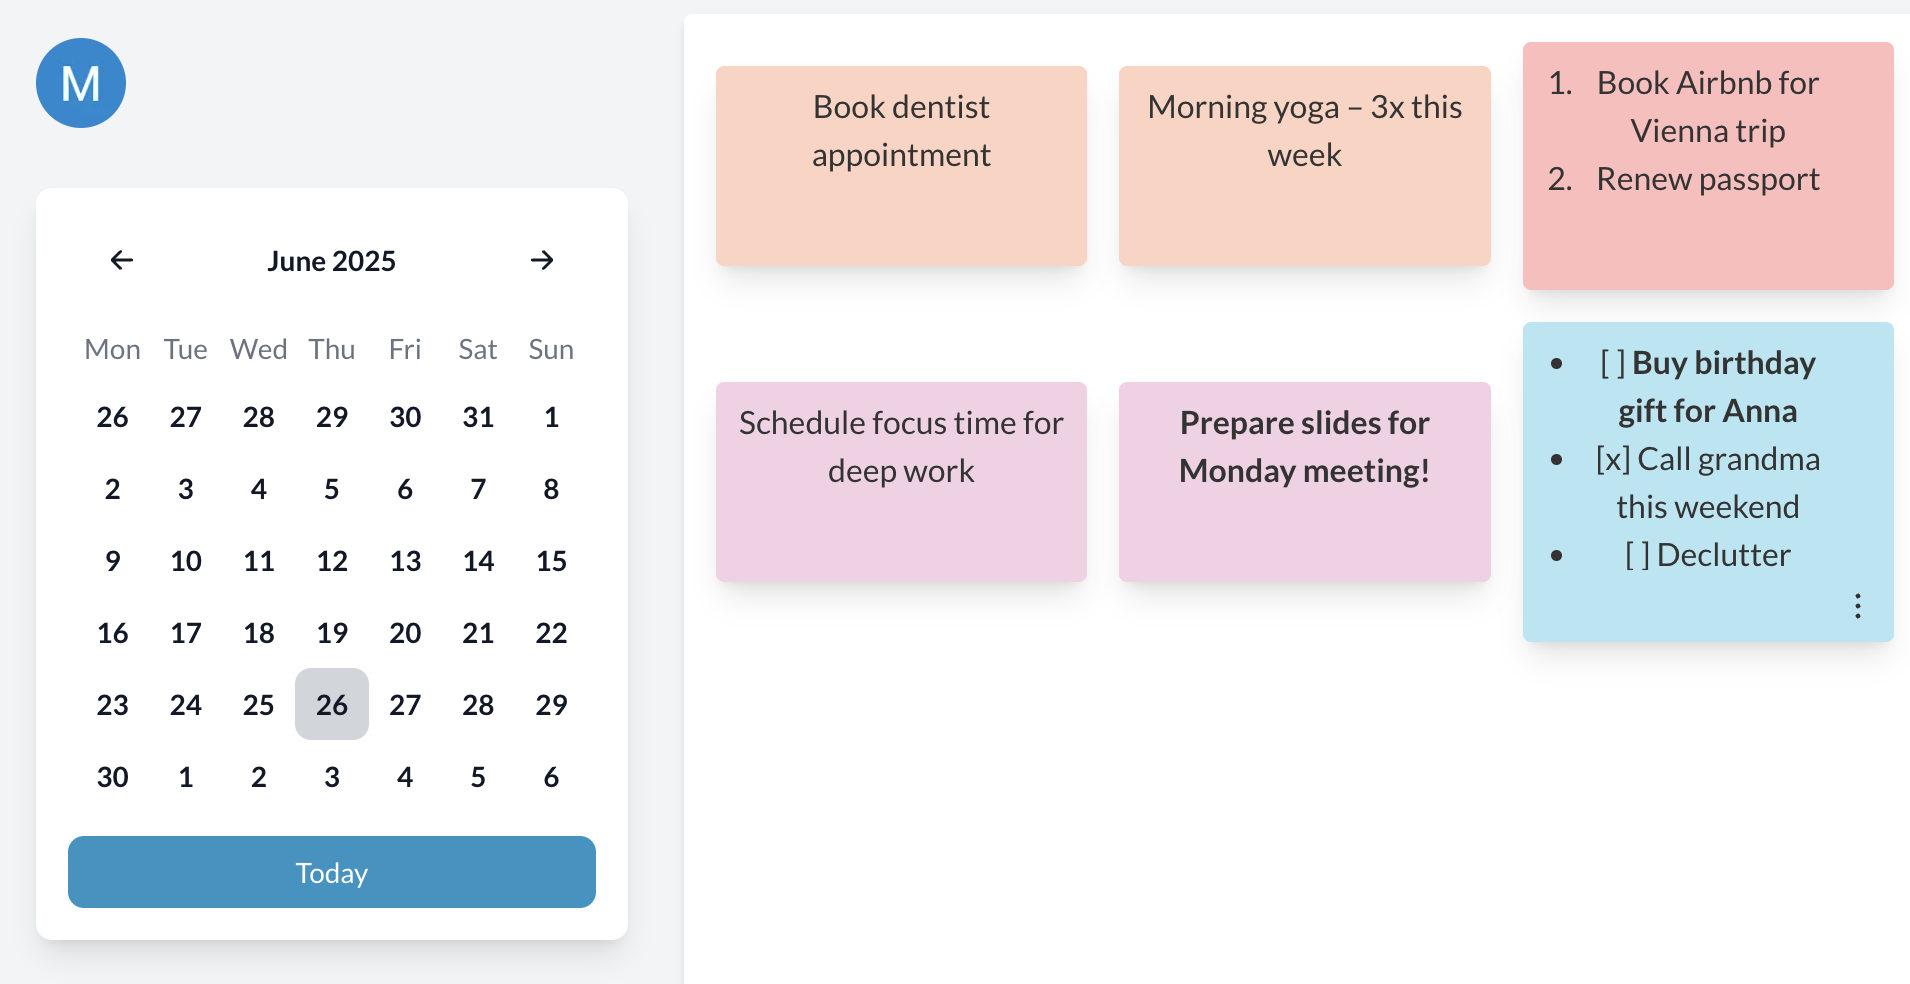 M
June 2025
Mon Tue Wed Thu Fri Sat Sun
26 27 28 29 30 31 1
2 3 4 5 6 7 8
9 10 11 12 13 14 15
16 17 18 19 20 21 22
23 24 25 26 27 28 29
30 1 2 3 4 5 6
Today
Book dentist
appointment
Morning yoga – 3x this
week
1. Book Airbnb for
Vienna trip
2. Renew passport
Schedule focus time for
deep work
Prepare slides for
Monday meeting!
• [ ] Buy birthday
gift for Anna
• [x] Call grandma
this weekend
• [ ] Declutter